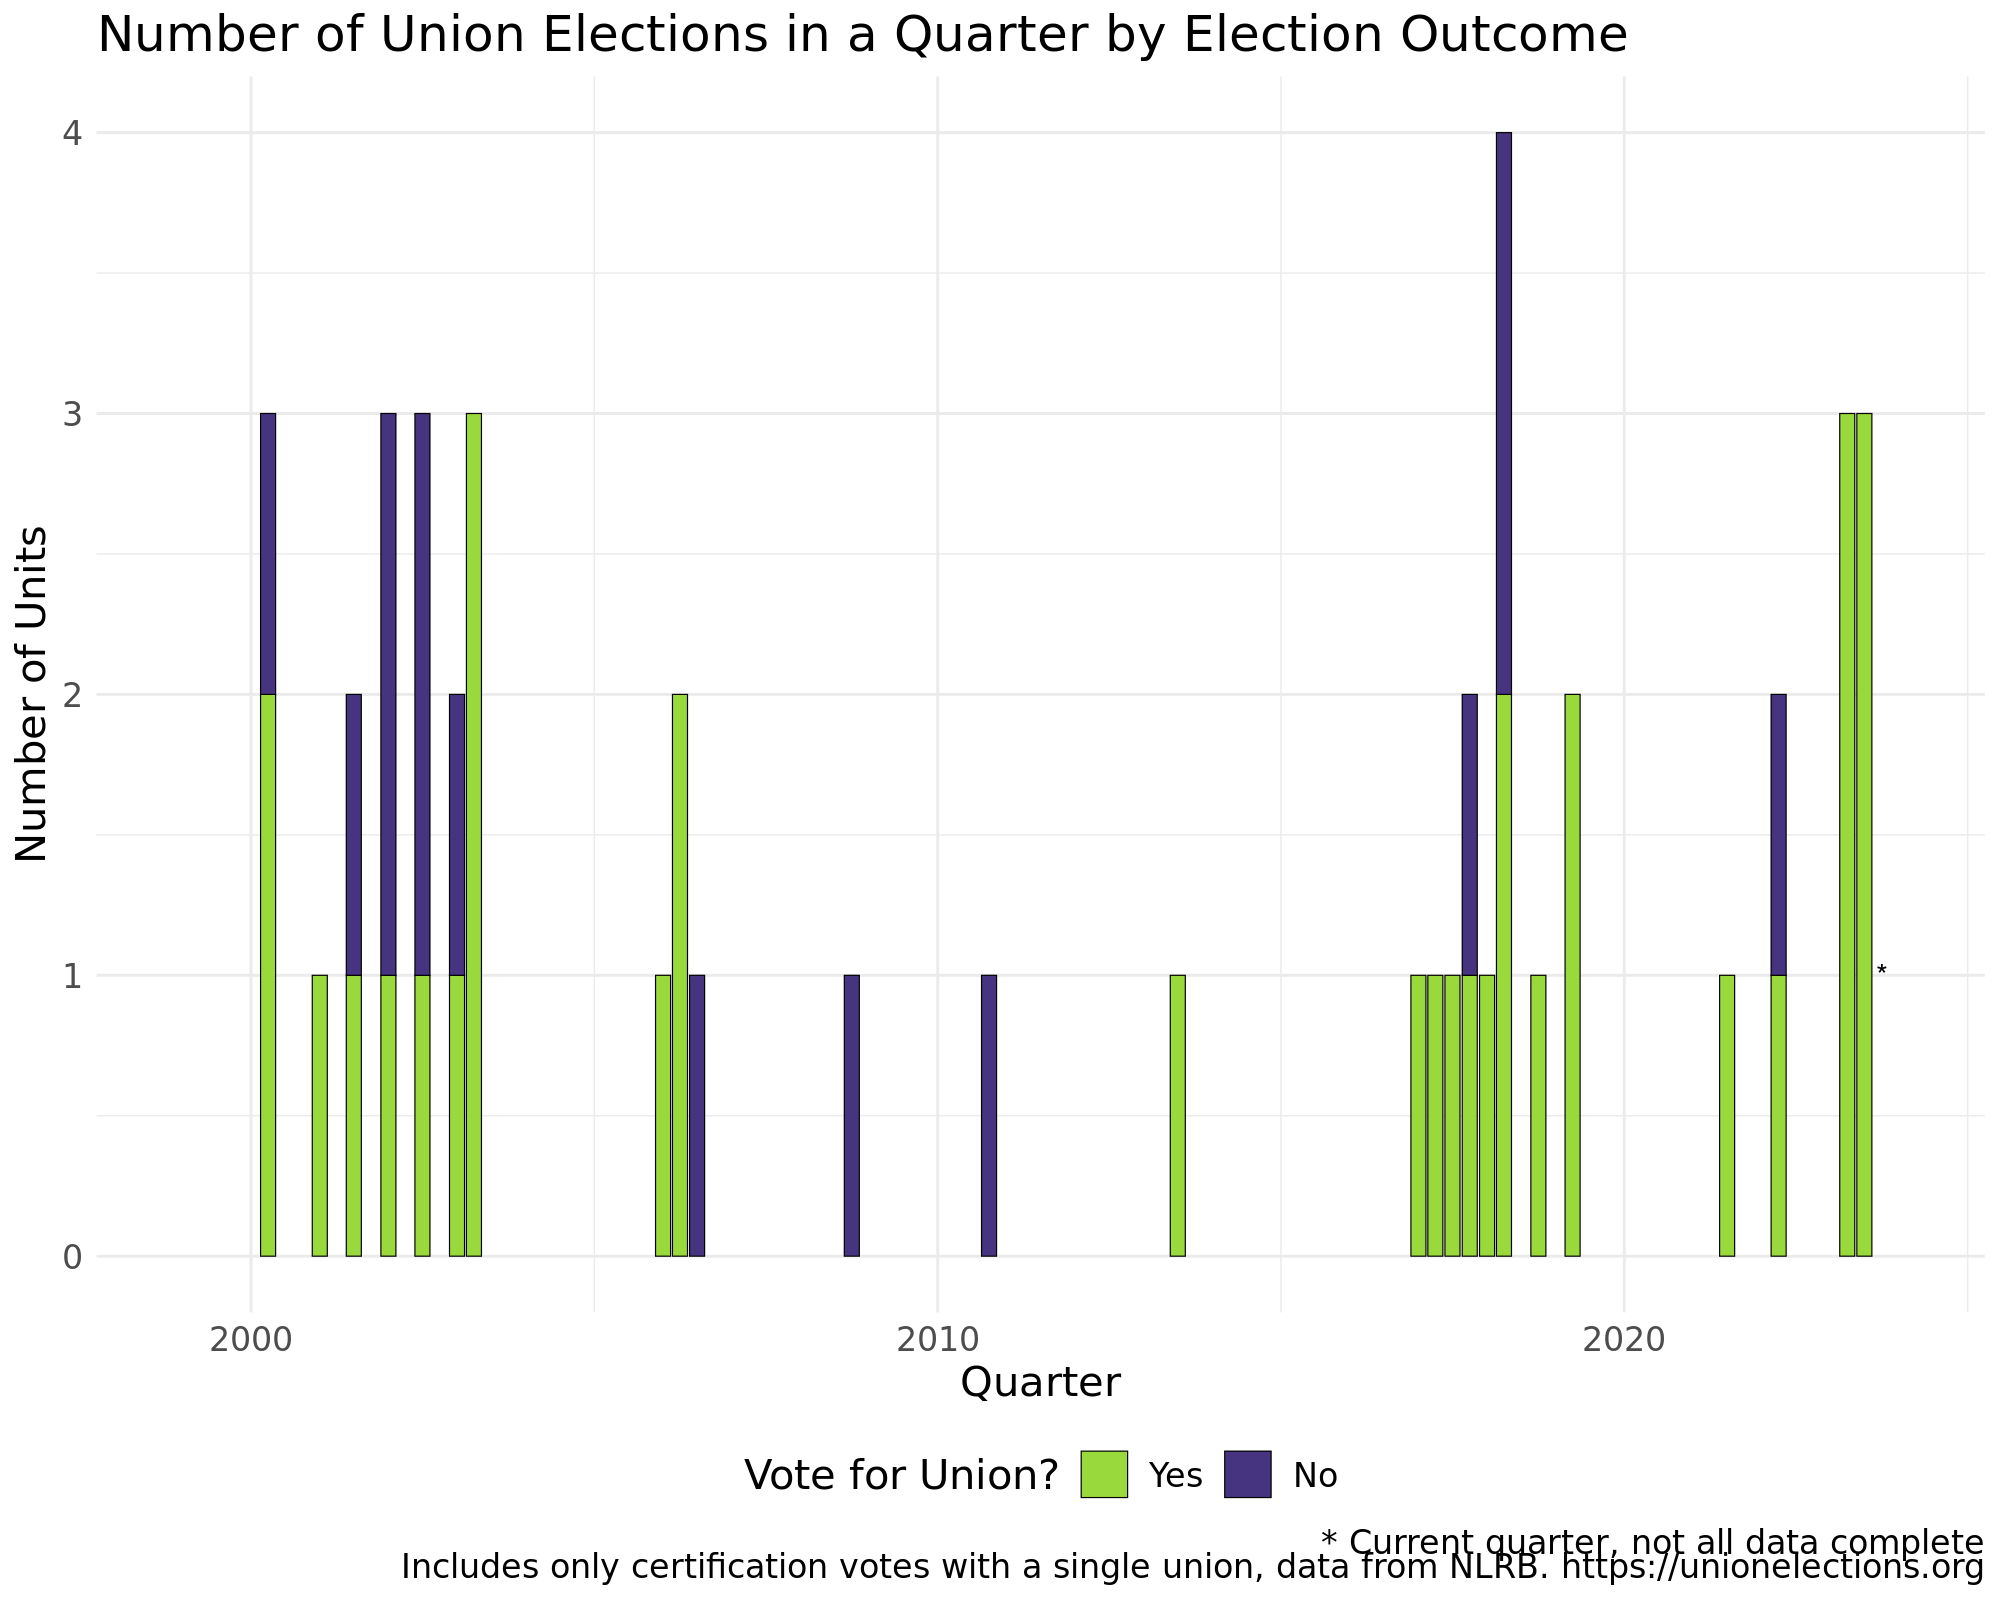 Number of Union Elections in a Quarter by Election Outcome
4
3
2
1
0
Number of Units
*
2000 2010 2020
Quarter
Vote for Union? Yes No
* Current quarter, not all data complete
Includes only certification votes with a single union, data from NLRB. https://unionelections.org